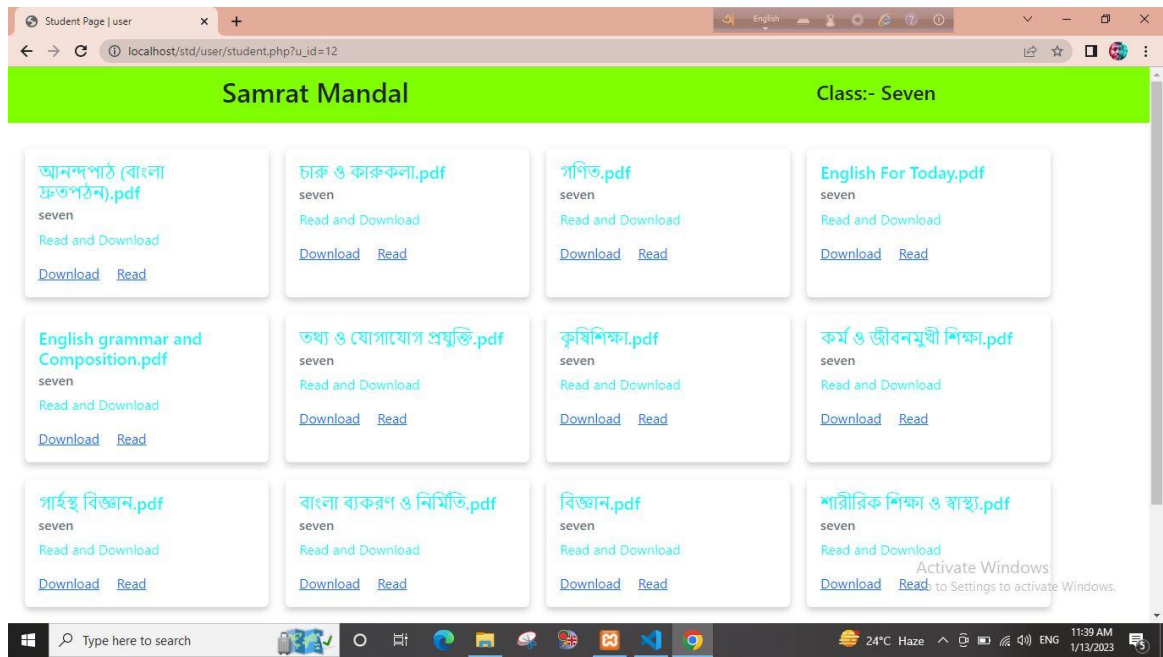 Student Page | user
English
localhost/std/user/student.php?u_id=12
Samrat Mandal
Class:- Seven
আনন্দপাঠ (বাংলা
দ্রুতপঠন).pdf
seven
Read and Download
Download Read
চারু ও কারুকলা.pdf
seven
Read and Download
Download Read
গণিত.pdf
seven
Read and Download
Download Read
English For Today.pdf
seven
Read and Download
Download Read
English grammar and
Composition.pdf
seven
Read and Download
Download Read
তথ্য ও যোগাযোগ প্রযুক্তি.pdf
seven
Read and Download
Download Read
কৃষিশিক্ষা.pdf
seven
Read and Download
Download Read
কর্ম ও জীবনমুখী শিক্ষা.pdf
seven
Read and Download
Download Read
গার্হস্থ্য বিজ্ঞান.pdf
seven
Read and Download
Download Read
বাংলা ব্যকরণ ও নির্মিতি.pdf
seven
Read and Download
Download Read
বিজ্ঞান.pdf
seven
Read and Download
Download Read
শারীরিক শিক্ষা ও স্বাস্থ্য.pdf
seven
Read and Download
Download Read
Activate Windows
to Settings to activate Windows.
Type here to search
24°C Haze
ENG
11:39 AM
1/13/2023
5